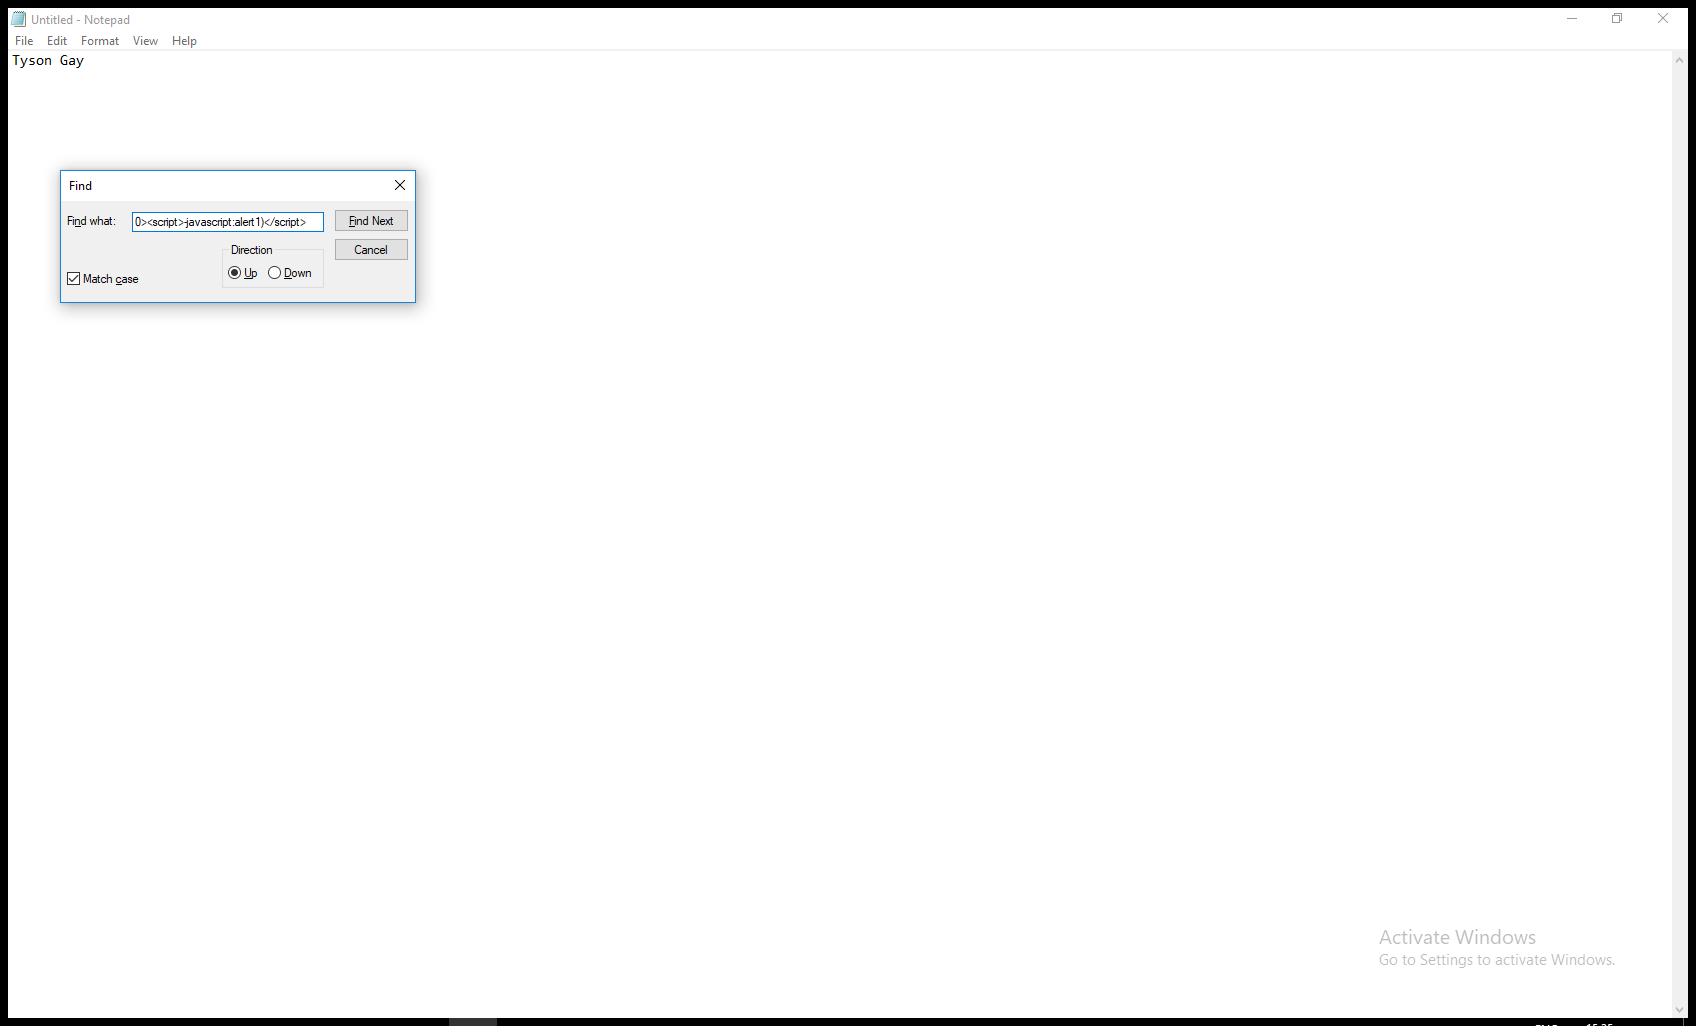 Untitled - Notepad
File Edit Format View Help
Tyson Gay
Find
Find what: 0><script>-javascript:alert1)</script> Find Next
Direction Cancel
Up Down
Match case
Activate Windows
Go to Settings to activate Windows.